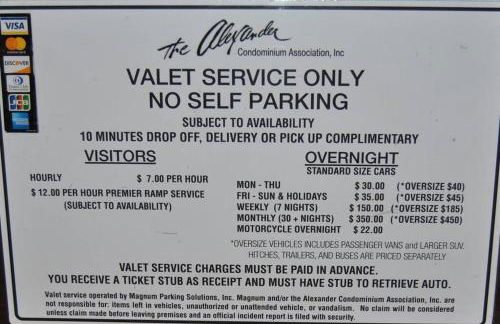 VISA
MasterCard
DISCOVER
Diners Club
JCB
The Alexander
Condominium Association, Inc
VALET SERVICE ONLY
NO SELF PARKING
SUBJECT TO AVAILABILITY
10 MINUTES DROP OFF, DELIVERY OR PICK UP COMPLIMENTARY
VISITORS
HOURLY $ 7.00 PER HOUR
$ 12.00 PER HOUR PREMIER RAMP SERVICE
(SUBJECT TO AVAILABILITY)
OVERNIGHT
STANDARD SIZE CARS
MON - THU $ 30.00 (*OVERSIZE $40)
FRI - SUN & HOLIDAYS $ 35.00 (*OVERSIZE $45)
WEEKLY (7 NIGHTS) $ 150.00 (*OVERSIZE $185)
MONTHLY (30 + NIGHTS) $ 350.00 (*OVERSIZE $450)
MOTORCYCLE OVERNIGHT $ 22.00
*OVERSIZE VEHICLES INCLUDES PASSENGER VANS and LARGER SUV.
HITCHES, TRAILERS, AND BUSES ARE PRICED SEPARATELY
VALET SERVICE CHARGES MUST BE PAID IN ADVANCE.
YOU RECEIVE A TICKET STUB AS RECEIPT AND MUST HAVE STUB TO RETRIEVE AUTO.
Valet service operated by Magnum Parking Solutions, Inc. Magnum and/or the Alexander Condominium Association, Inc. are
not responsible for: items left in vehicles, unauthorized or unattended vehicle, or vandalism. No claim will be considered
unless claim made before leaving premises and an official incident report is filed with security.